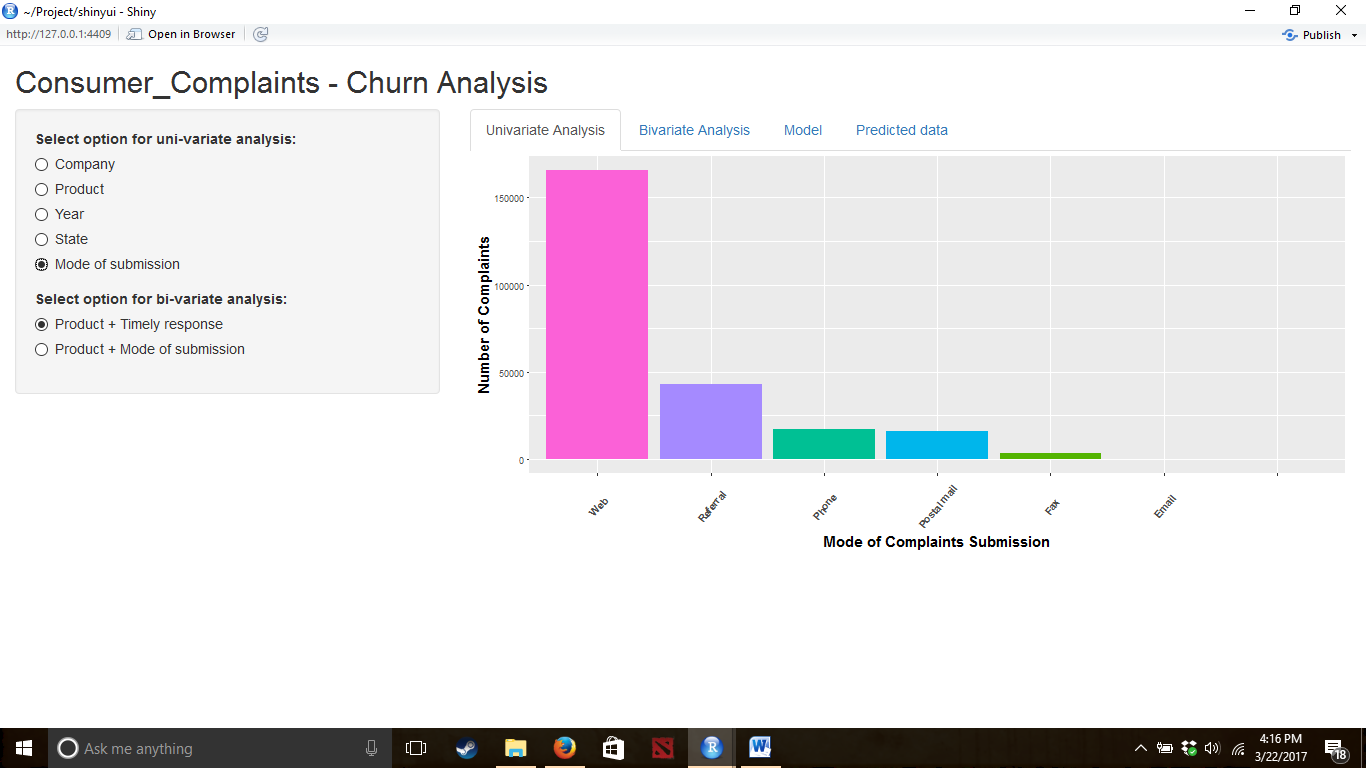 ~/Project/shinyui - Shiny
http://127.0.0.1:4409
Open in Browser
Publish
Consumer_Complaints - Churn Analysis
Select option for uni-variate analysis:
Company
Product
Year
State
Mode of submission
Select option for bi-variate analysis:
Product + Timely response
Product + Mode of submission
Univariate Analysis
Bivariate Analysis
Model
Predicted data
Number of Complaints
150000
100000
50000
0
Web
Referral
Phone
Postal mail
Fax
Email
Mode of Complaints Submission
Ask me anything
4:16 PM
3/22/2017
18